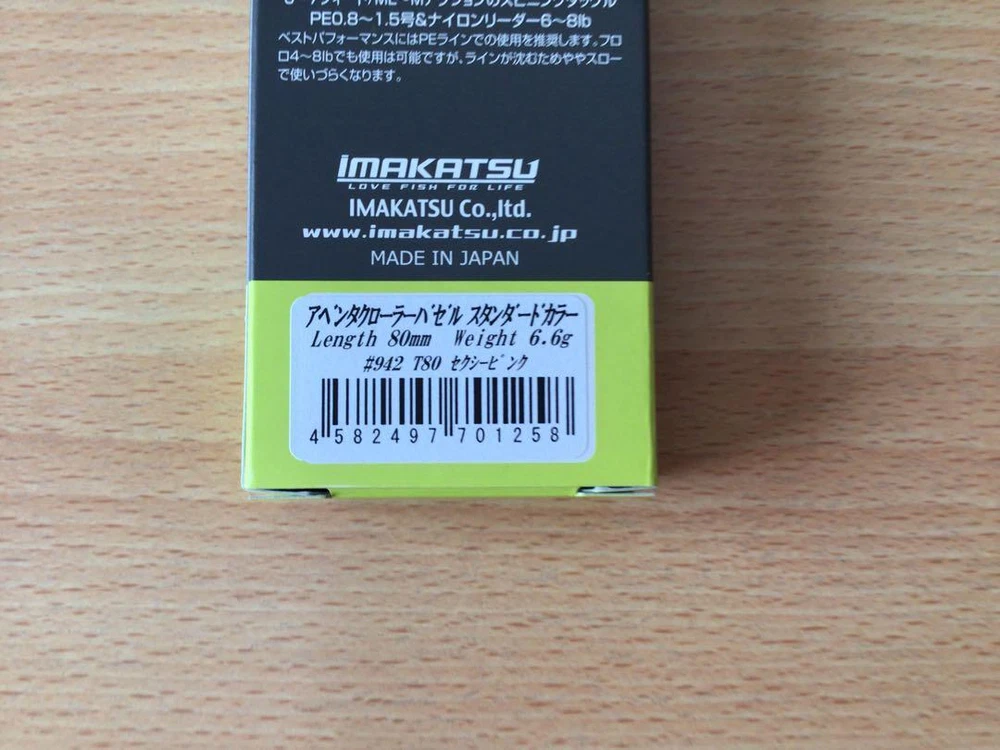 PE0.8～1.5号&ナイロンリーダー6～8lb
ベストパフォーマンスにはPEラインでの使用を推奨します。フロ
ロ4～8lbでも使用は可能ですが、ラインが沈むためややスロー
で使いづらくなります。
IMAKATSU
LOVE FISH FOR LIFE
IMAKATSU Co.,ltd.
www.imakatsu.co.jp
MADE IN JAPAN
アベンタクローラーバゼル スタンダードカラー
Length 80mm Weight 6.6g
#942 T80 セクシーピンク
4 582497 701258